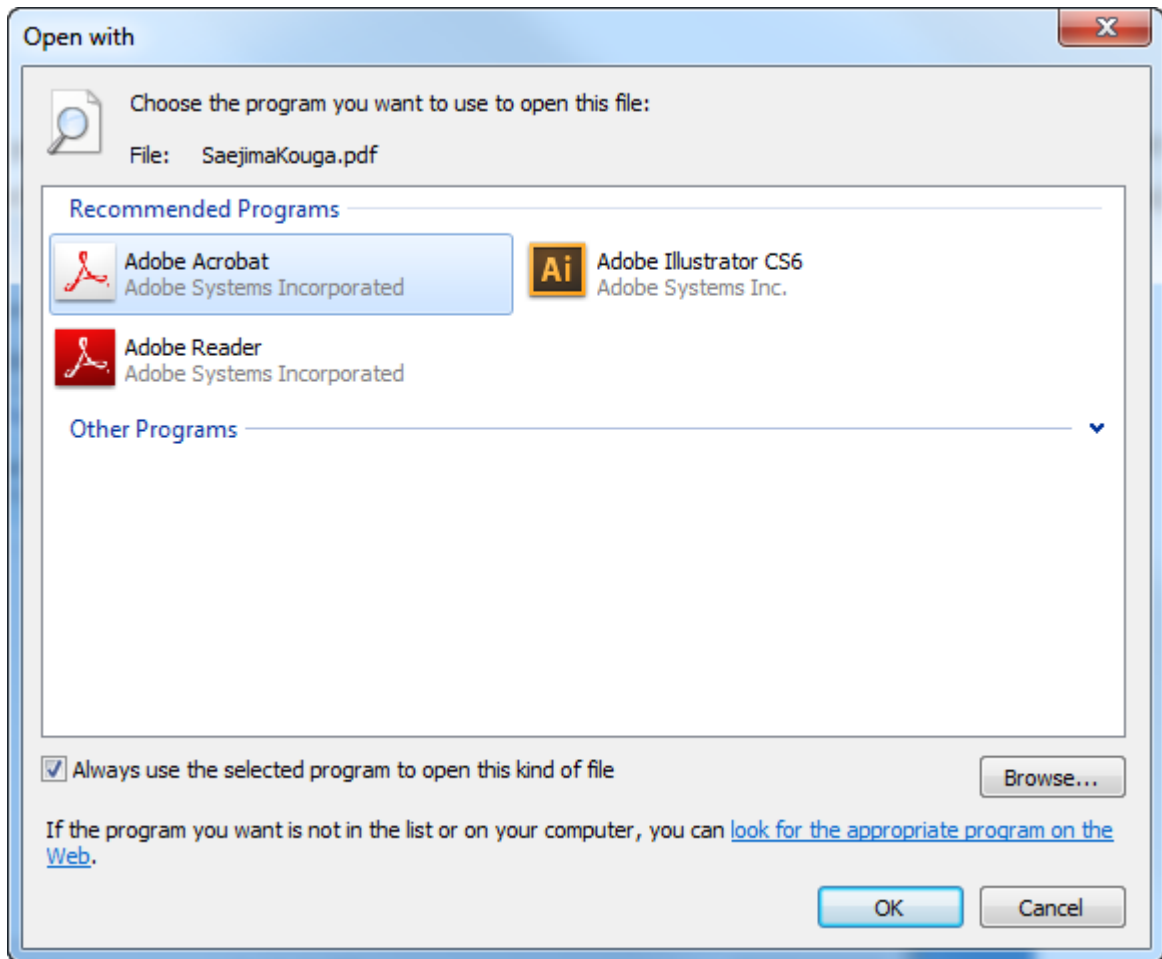 Open with
Choose the program you want to use to open this file:
File: SaejimaKouga.pdf
Recommended Programs
Adobe Acrobat
Adobe Systems Incorporated
Ai
Adobe Illustrator CS6
Adobe Systems Inc.
Adobe Reader
Adobe Systems Incorporated
Other Programs
Always use the selected program to open this kind of file
Browse...
If the program you want is not in the list or on your computer, you can look for the appropriate program on the
Web.
OK
Cancel